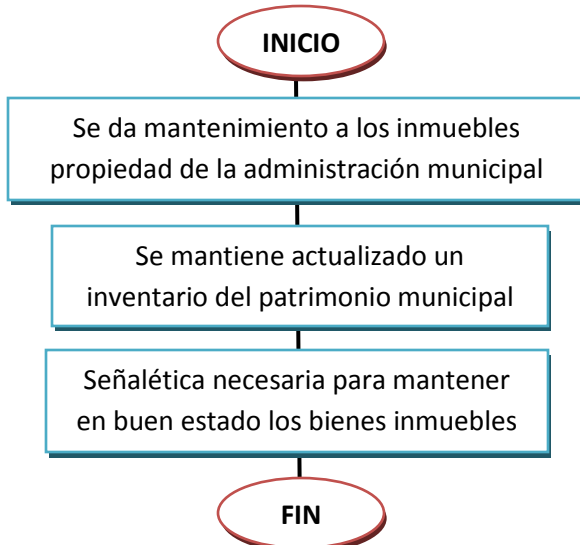 INICIO
Se da mantenimiento a los inmuebles
propiedad de la administración municipal
Se mantiene actualizado un
inventario del patrimonio municipal
Señalética necesaria para mantener
en buen estado los bienes inmuebles
FIN